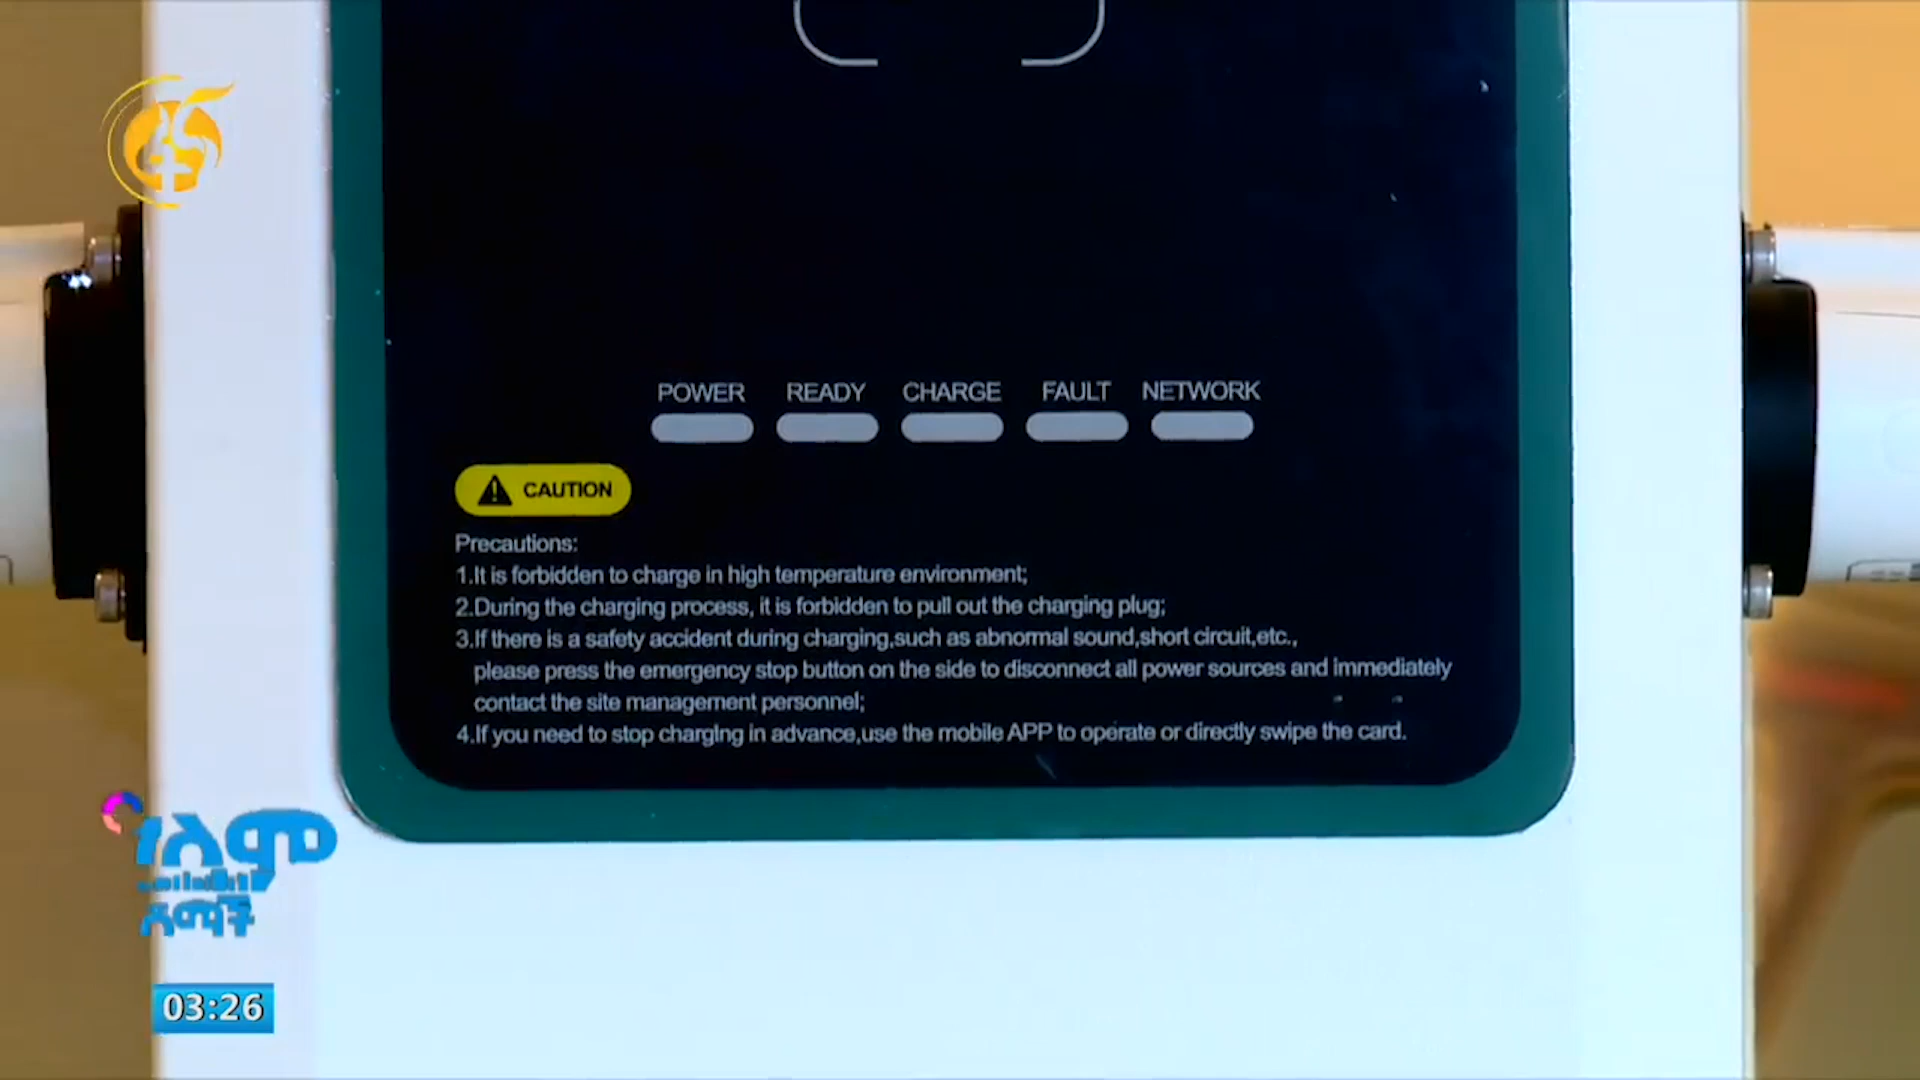 POWER READY CHARGE FAULT NETWORK
CAUTION
Precautions:
1.It is forbidden to charge in high temperature environment;
2.During the charging process, it is forbidden to pull out the charging plug;
3.If there is a safety accident during charging,such as abnormal sound,short circuit,etc.,
please press the emergency stop button on the side to disconnect all power sources and immediately
contact the site management personnel;
4.If you need to stop charging in advance,use the mobile APP to operate or directly swipe the card.
03:26